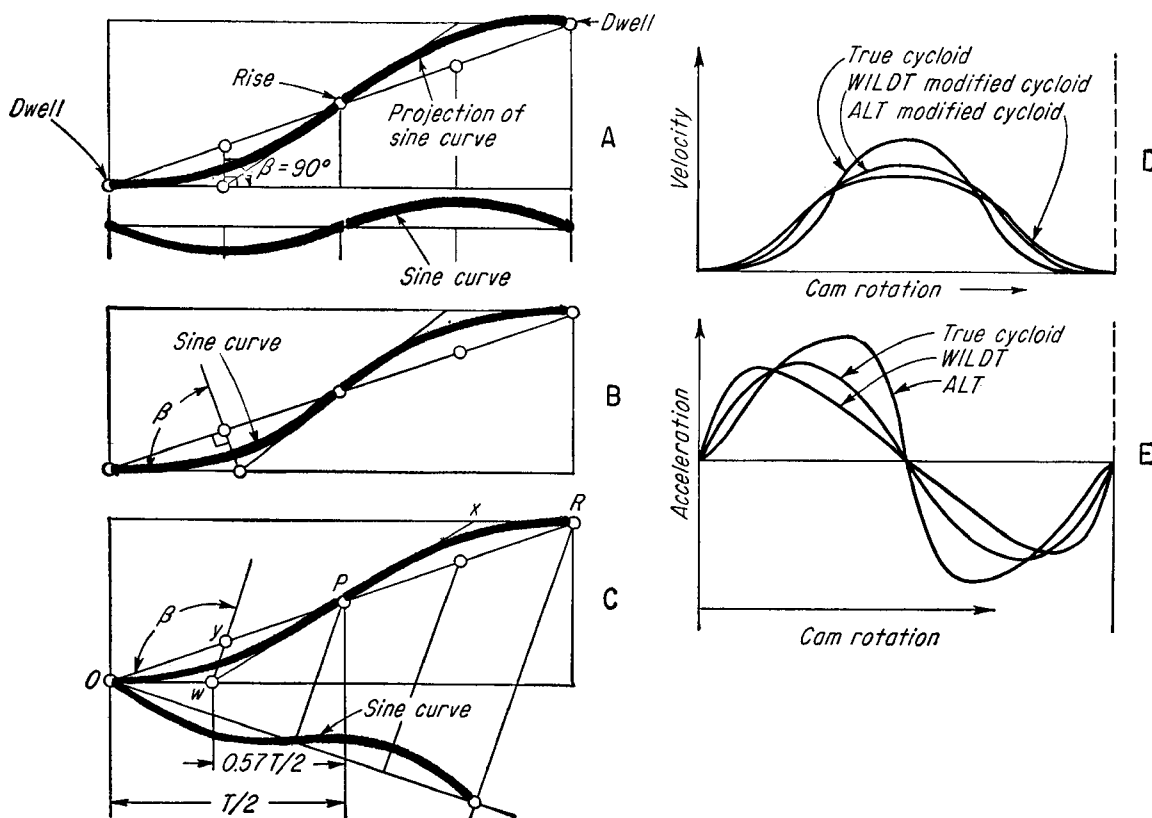 Dwell
Rise
Dwell
Projection of
sine curve
β = 90°
A
Sine curve
Sine curve
β
B
x
R
P
β
y
C
O
w
Sine curve
0.57T/2
T/2
True cycloid
WILDT modified cycloid
ALT modified cycloid
Velocity
D
Cam rotation
True cycloid
WILDT
ALT
Acceleration
E
Cam rotation